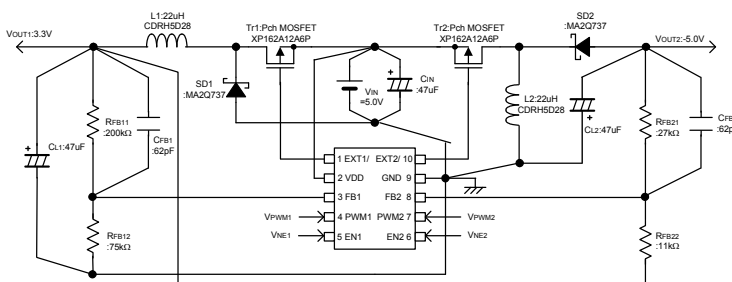 L1:22uH
CDRH5D28
Tr1:Pch MOSFET
XP162A12A6P
Tr2:Pch MOSFET
XP162A12A6P
SD2
:MA2Q737
VOUT1:3.3V
VOUT2:-5.0V
SD1
:MA2Q737
VIN
=5.0V
CIN
:47uF
L2:22uH
CDRH5D28
RFB11
:200kΩ
CFB1
:62pF
CL1:47uF
CL2:47uF
RFB21
:27kΩ
1 EXT1/ EXT2/ 10
2 VDD GND 9
3 FB1 FB2 8
4 PWM1 PWM2 7
5 EN1 EN2 6
VPWM1
VPWM2
VNE1
VNE2
RFB12
:75kΩ
RFB22
:11kΩ